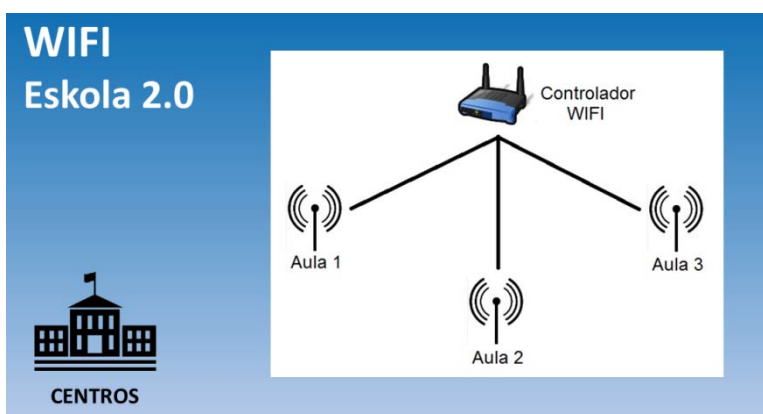 WIFI
Eskola 2.0
Controlador
WIFI
Aula 1
Aula 3
Aula 2
CENTROS